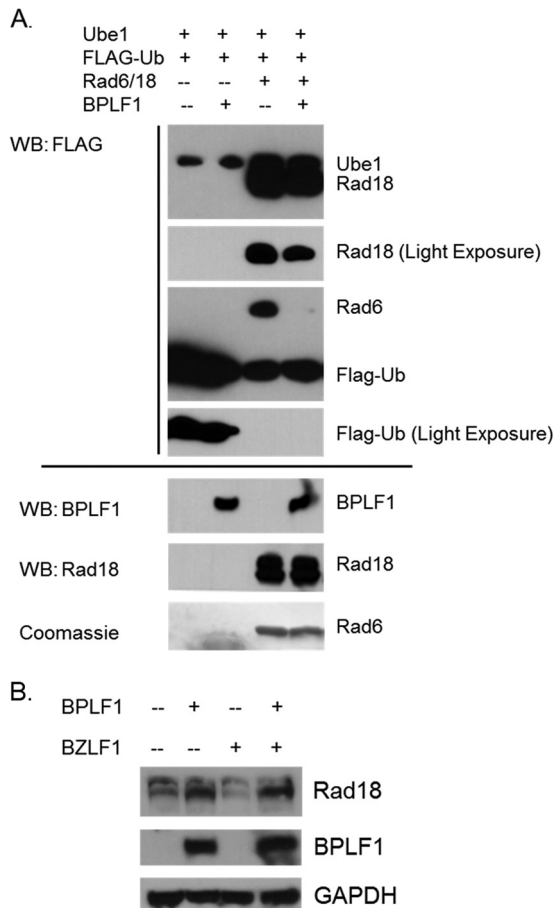 A.
Ube1 + + + +
FLAG-Ub + + + +
Rad6/18 -- -- + +
BPLF1 -- + -- +
WB: FLAG
Ube1
Rad18
Rad18 (Light Exposure)
Rad6
Flag-Ub
Flag-Ub (Light Exposure)
WB: BPLF1 BPLF1
WB: Rad18 Rad18
Coomassie Rad6
B.
BPLF1 -- + -- +
BZLF1 -- -- + +
Rad18
BPLF1
GAPDH